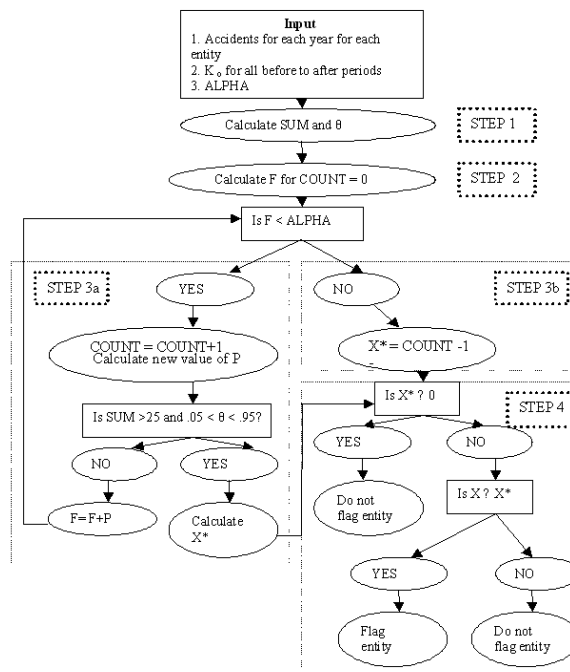 Input
1. Accidents for each year for each
entity
2. K o for all before to after periods
3. ALPHA
Calculate SUM and θ
STEP 1
Calculate F for COUNT = 0
STEP 2
Is F < ALPHA
STEP 3a
YES
NO
STEP 3b
COUNT = COUNT+1
Calculate new value of P
X* = COUNT -1
Is SUM >25 and .05 < θ < .95?
Is X* ? 0
STEP 4
NO
YES
YES
NO
F=F+P
Calculate
X*
Do not
flag entity
Is X ? X*
YES
NO
Flag
entity
Do not
flag entity